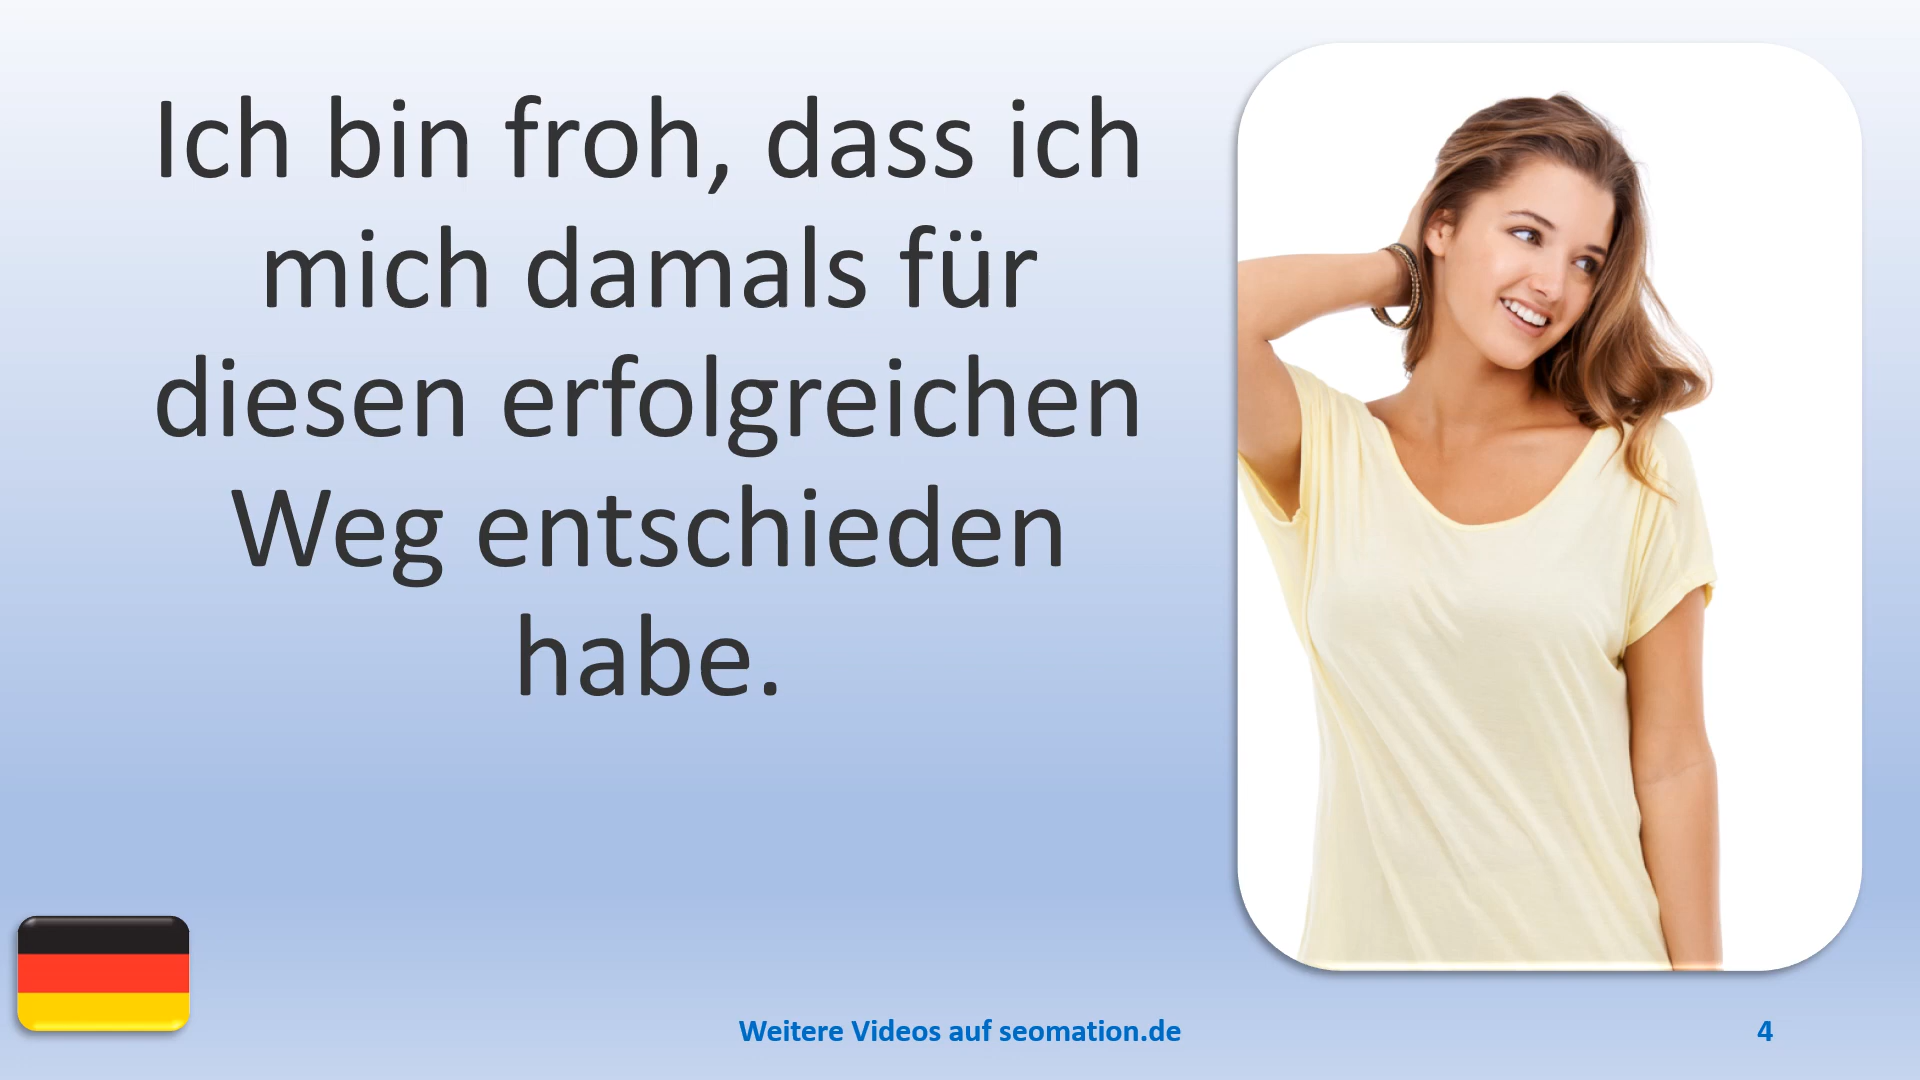 Ich bin froh, dass ich
mich damals für
diesen erfolgreichen
Weg entschieden
habe.
Weitere Videos auf seomation.de
4